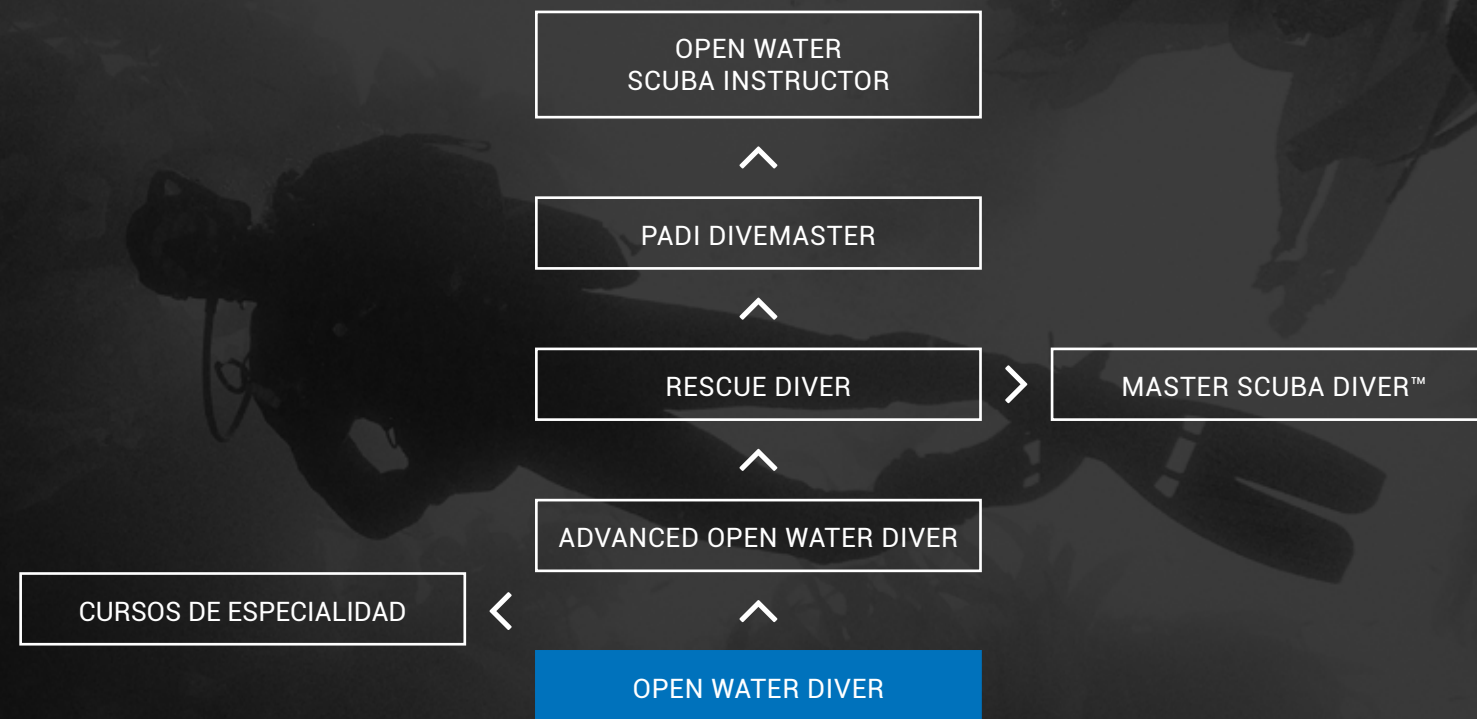 OPEN WATER
SCUBA INSTRUCTOR
PADI DIVEMASTER
RESCUE DIVER
MASTER SCUBA DIVER™
ADVANCED OPEN WATER DIVER
CURSOS DE ESPECIALIDAD
OPEN WATER DIVER